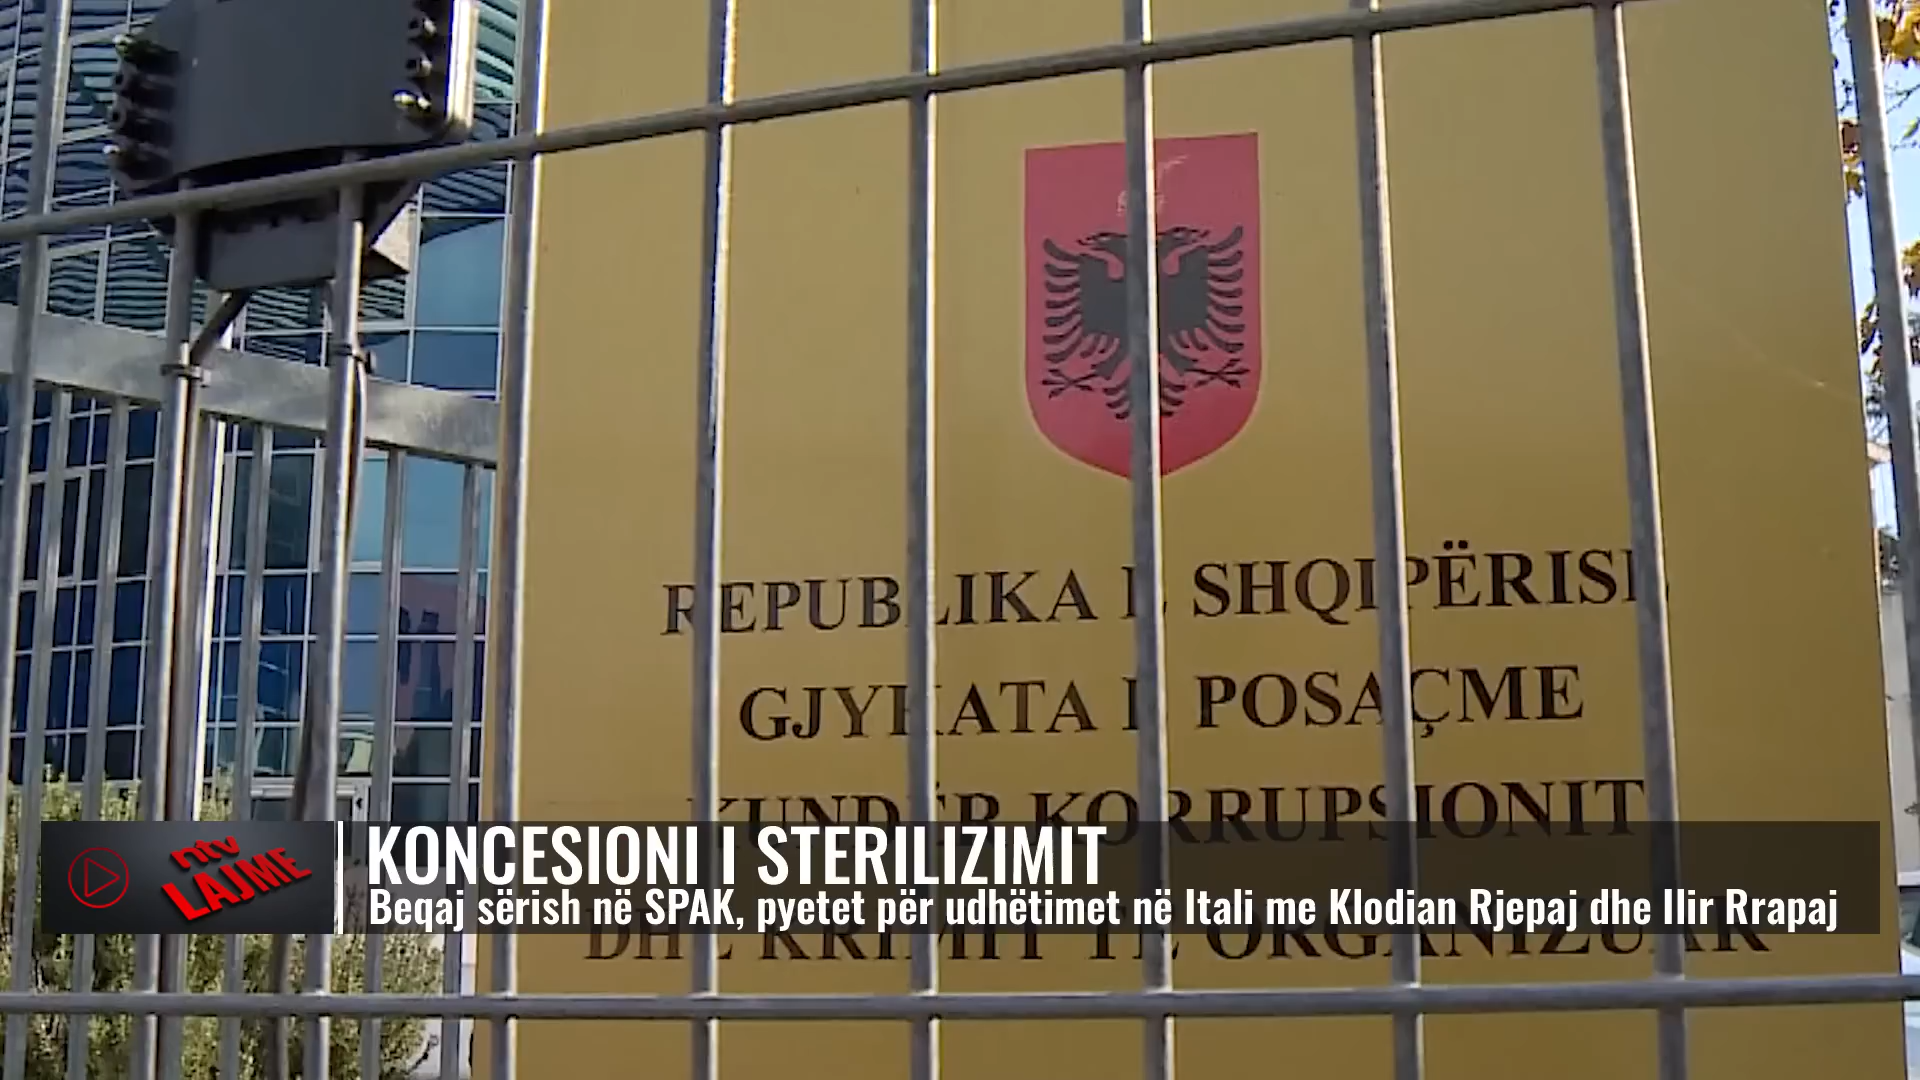 REPUBLIKA E SHQIPËRISË
GJYKATA E POSAÇME
KUNDËR KORRUPSIONIT
DHE KRIMIT TË ORGANIZUAR
ntv
LAJME
KONCESIONI I STERILIZIMIT
Beqaj sërish në SPAK, pyetet për udhëtimet në Itali me Klodian Rjepaj dhe Ilir Rrapaj